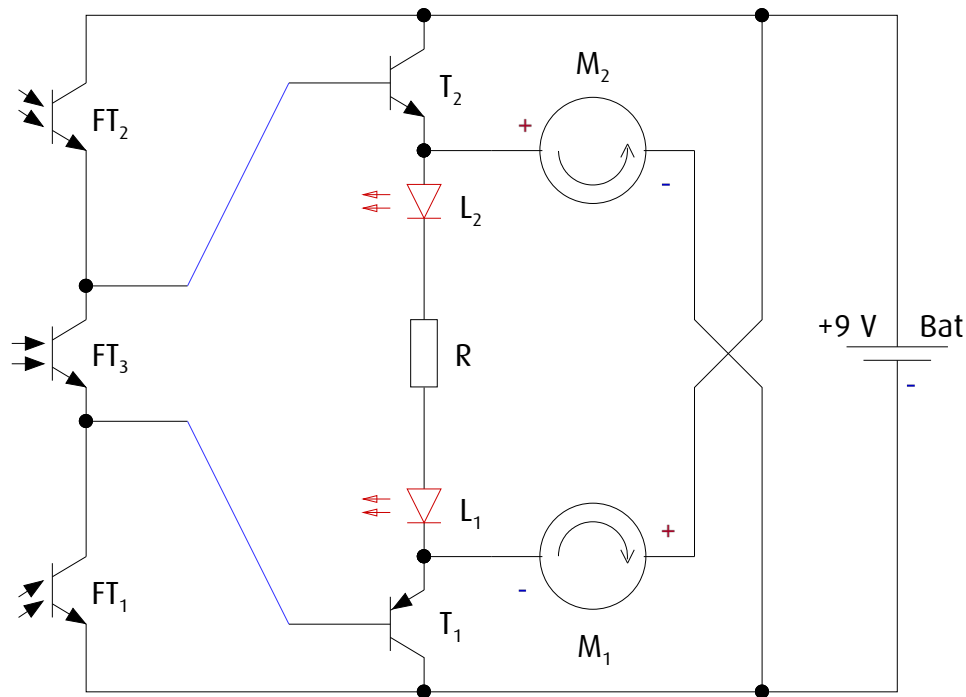 M₂
T₂
FT₂
+
-
L₂
+9 V Bat
FT₃
R
-
L₁
+
FT₁
-
T₁
M₁